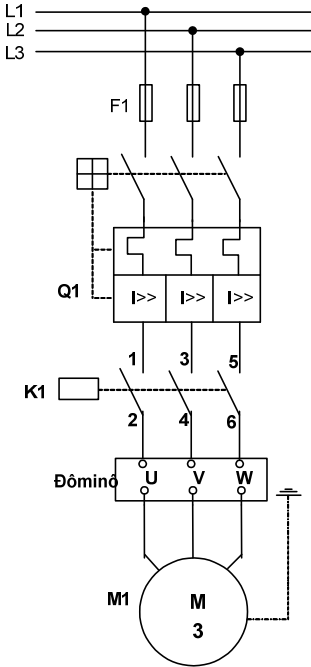 L1
L2
L3
F1
Q1
I>> I>> I>>
1 3 5
K1
2 4 6
Đôminô U V W
M1 M
3